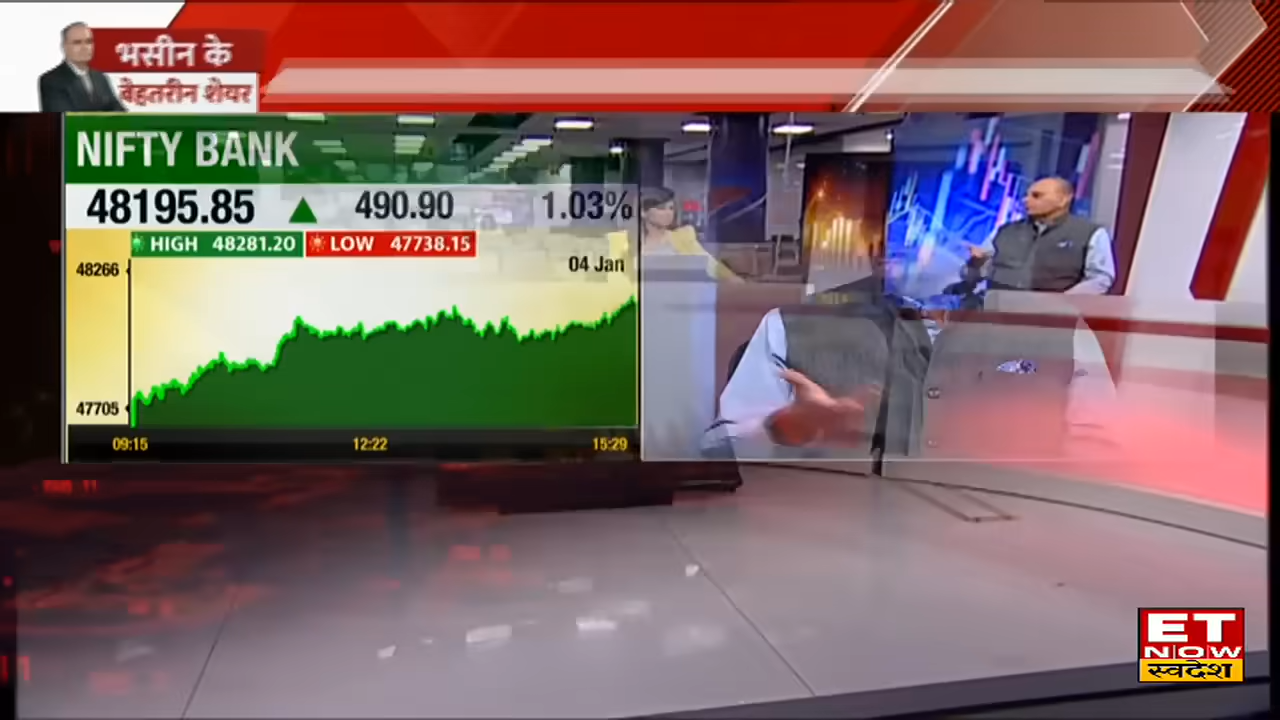 भसीन के
बेहतरीन शेयर
NIFTY BANK
48195.85 ▲ 490.90 1.03%
HIGH 48281.20 LOW 47738.15
04 Jan
48266
47705
09:15 12:22 15:29
ET
NOW
स्वदेश